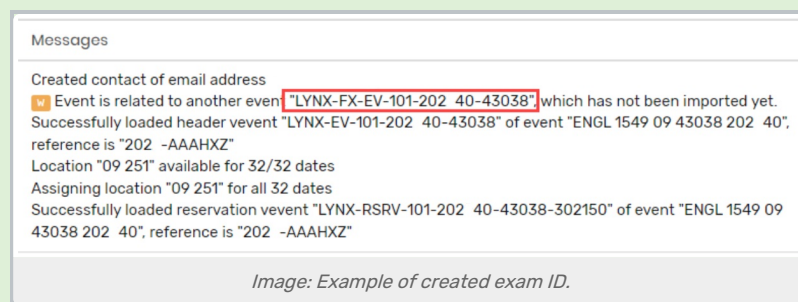 Messages
Created contact of email address
W Event is related to another event "LYNX-FX-EV-101-202 40-43038", which has not been imported yet.
Successfully loaded header vevent "LYNX-EV-101-202 40-43038" of event "ENGL 1549 09 43038 202 40",
reference is "202 -AAAHXZ"
Location "09 251" available for 32/32 dates
Assigning location "09 251" for all 32 dates
Successfully loaded reservation vevent "LYNX-RSRV-101-202 40-43038-302150" of event "ENGL 1549 09
43038 202 40", reference is "202 -AAAHXZ"
Image: Example of created exam ID.